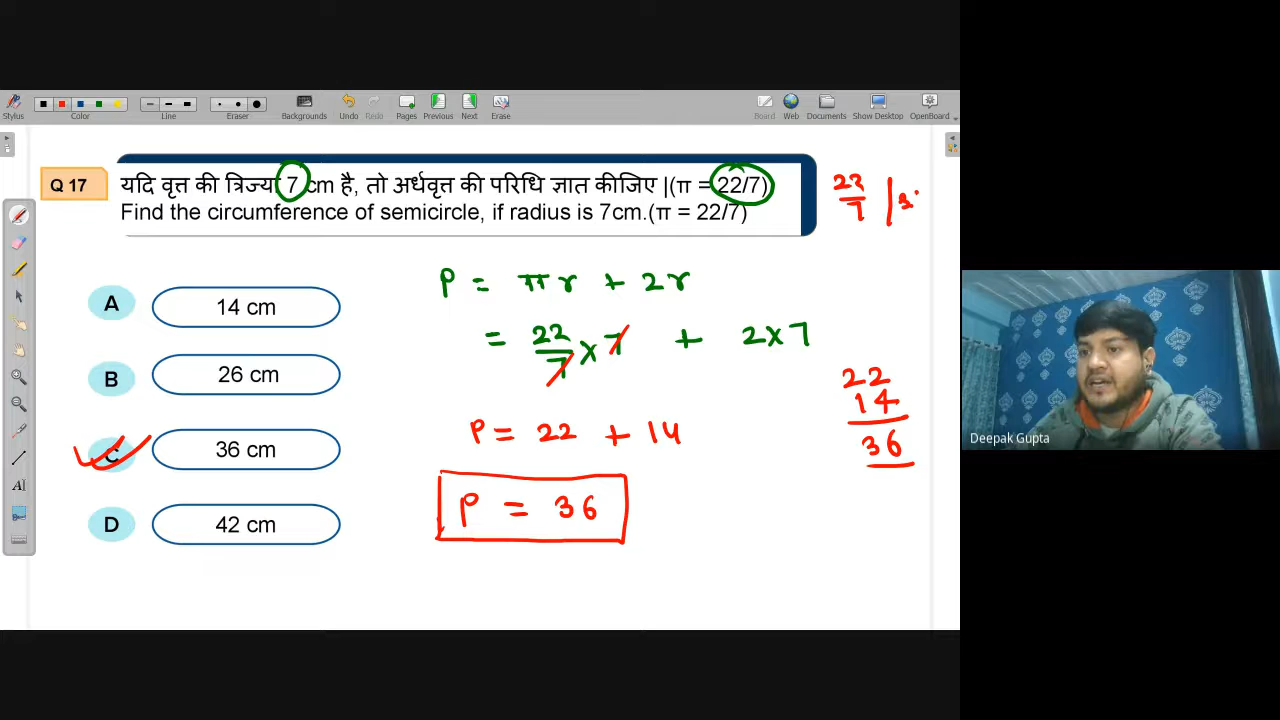 Stylus
Color
Line
Eraser
Backgrounds
Undo
Redo
Pages
Previous
Next
Erase
Board
Web
Documents
Show Desktop
OpenBoard
Q 17
यदि वृत्त की त्रिज्या 7 cm है, तो अर्धवृत्त की परिधि ज्ञात कीजिए |(π = 22/7)
Find the circumference of semicircle, if radius is 7cm.(π = 22/7)
22/7 | 3.
A 14 cm
B 26 cm
C 36 cm
D 42 cm
P = πr + 2r
= 22/7 × 7 + 2×7
P = 22 + 14
P = 36
22
14
36
Deepak Gupta